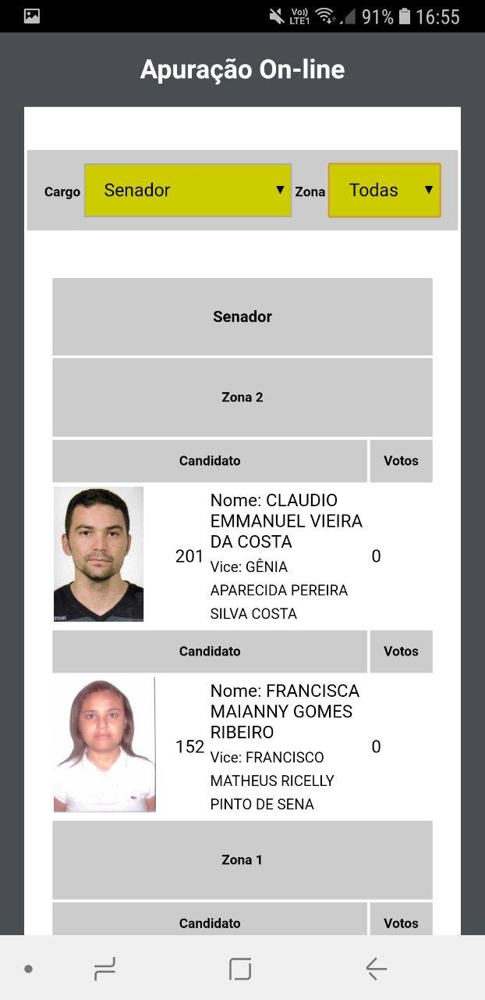 Vo)) LTE1 91% 16:55
Apuração On-line
Cargo Senador Zona Todas
Senador
Zona 2
Candidato Votos
Nome: CLAUDIO
EMMANUEL VIEIRA
DA COSTA
201 0
Vice: GÊNIA
APARECIDA PEREIRA
SILVA COSTA
Candidato Votos
Nome: FRANCISCA
MAIANNY GOMES
RIBEIRO
152 0
Vice: FRANCISCO
MATHEUS RICELLY
PINTO DE SENA
Zona 1
Candidato Votos